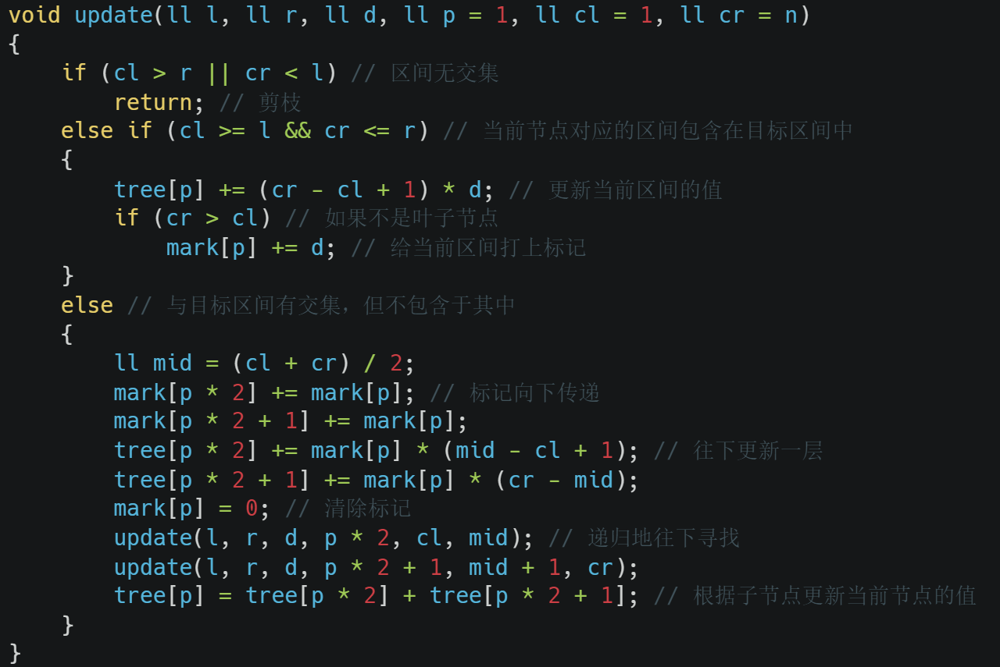 void update(ll l, ll r, ll d, ll p = 1, ll cl = 1, ll cr = n)
{
    if (cl > r || cr < l) // 区间无交集
        return; // 剪枝
    else if (cl >= l && cr <= r) // 当前节点对应的区间包含在目标区间中
    {
        tree[p] += (cr - cl + 1) * d; // 更新当前区间的值
        if (cr > cl) // 如果不是叶子节点
            mark[p] += d; // 给当前区间打上标记
    }
    else // 与目标区间有交集，但不包含于其中
    {
        ll mid = (cl + cr) / 2;
        mark[p * 2] += mark[p]; // 标记向下传递
        mark[p * 2 + 1] += mark[p];
        tree[p * 2] += mark[p] * (mid - cl + 1); // 往下更新一层
        tree[p * 2 + 1] += mark[p] * (cr - mid);
        mark[p] = 0; // 清除标记
        update(l, r, d, p * 2, cl, mid); // 递归地往下寻找
        update(l, r, d, p * 2 + 1, mid + 1, cr);
        tree[p] = tree[p * 2] + tree[p * 2 + 1]; // 根据子节点更新当前节点的值
    }
}